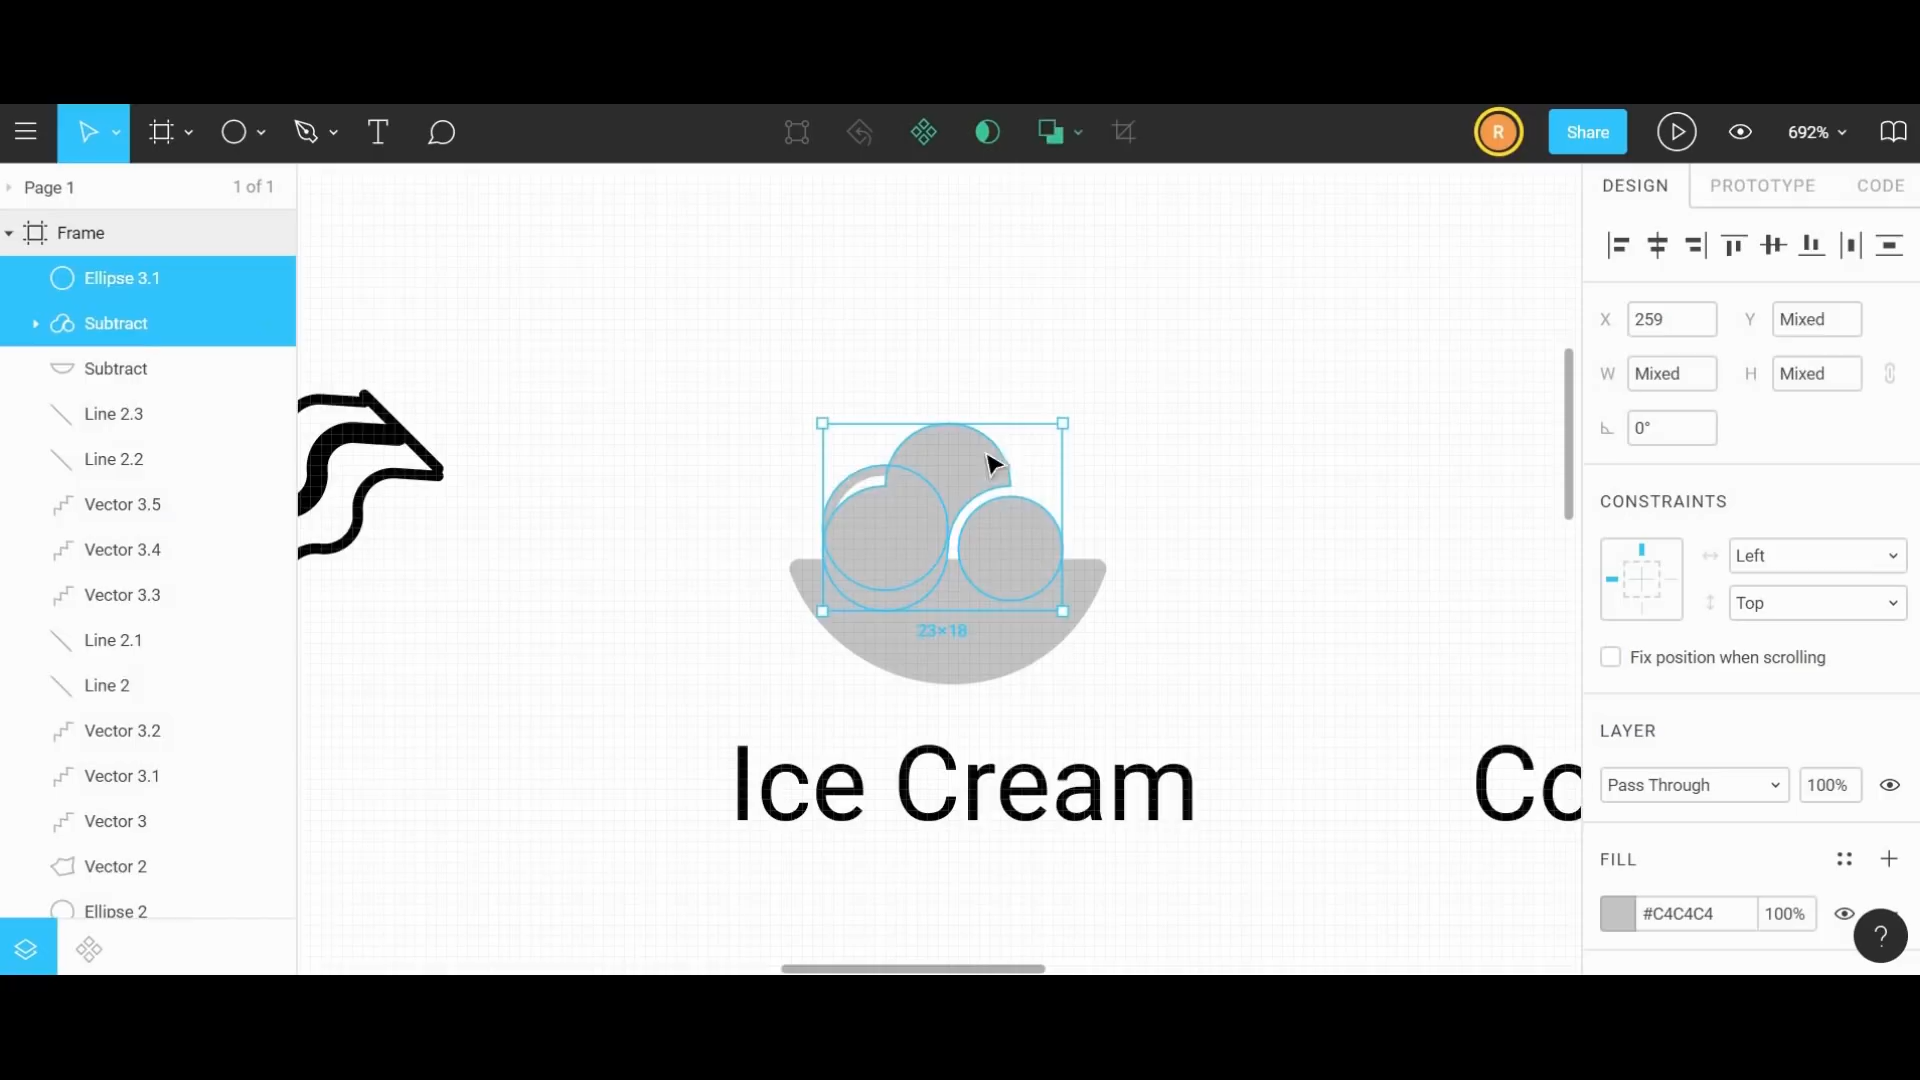 R
Share
692%
Page 1
1 of 1
DESIGN
PROTOTYPE
CODE
Frame
Ellipse 3.1
Subtract
Subtract
Line 2.3
Line 2.2
Vector 3.5
Vector 3.4
Vector 3.3
Line 2.1
Line 2
Vector 3.2
Vector 3.1
Vector 3
Vector 2
Ellipse 2
23×18
Ice Cream
Co
X 259 Y Mixed
W Mixed H Mixed
0°
CONSTRAINTS
Left
Top
Fix position when scrolling
LAYER
Pass Through 100%
FILL
#C4C4C4 100%
?